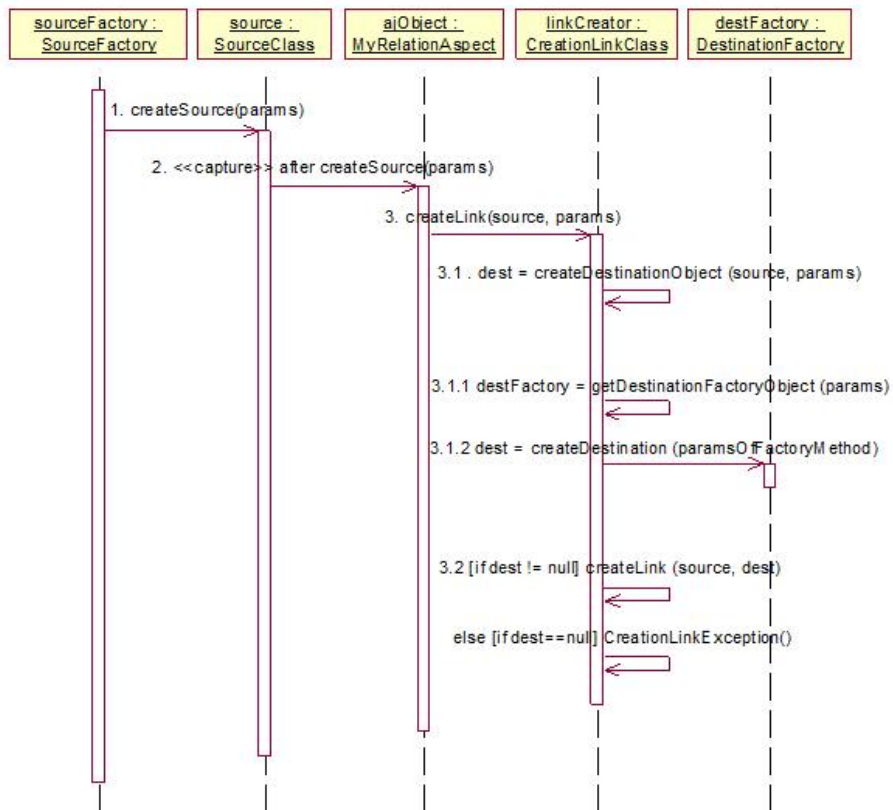 sourceFactory :
SourceFactory
source :
SourceClass
ajObject :
MyRelationAspect
linkCreator :
CreationLinkClass
destFactory :
DestinationFactory
1. createSource(params)
2. <<capture>> after createSource(params)
3. createLink(source, params)
3.1 . dest = createDestinationObject (source, params)
3.1.1 destFactory = getDestinationFactoryObject (params)
3.1.2 dest = createDestination (paramsOfFactoryMethod)
3.2 [if dest != null] createLink (source, dest)
else [if dest==null] CreationLinkException()